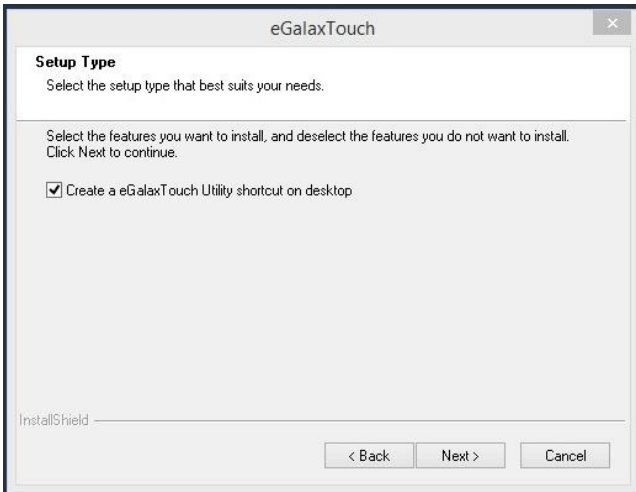 eGalaxTouch
Setup Type
Select the setup type that best suits your needs.
Select the features you want to install, and deselect the features you do not want to install.
Click Next to continue.
Create a eGalaxTouch Utility shortcut on desktop
InstallShield
< Back Next > Cancel